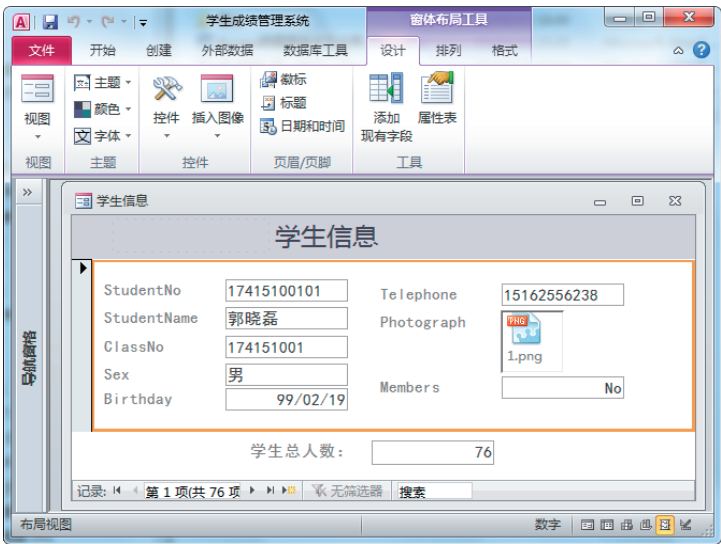 A 学生成绩管理系统 窗体布局工具
文件 开始 创建 外部数据 数据库工具 设计 排列 格式
视图 主题 颜色 文字体 控件 插入图像 徽标 标题 日期和时间 添加现有字段 属性表
视图 主题 控件 页眉/页脚 工具
» 学生信息
学生信息
StudentNo 17415100101 Telephone 15162556238
StudentName 郭晓磊 Photograph PNG
ClassNo 174151001 1.png
Sex 男
Members No
Birthday 99/02/19
导航窗格
学生总人数: 76
记录: 第 1 项(共 76 项 无筛选器 搜索
布局视图 数字